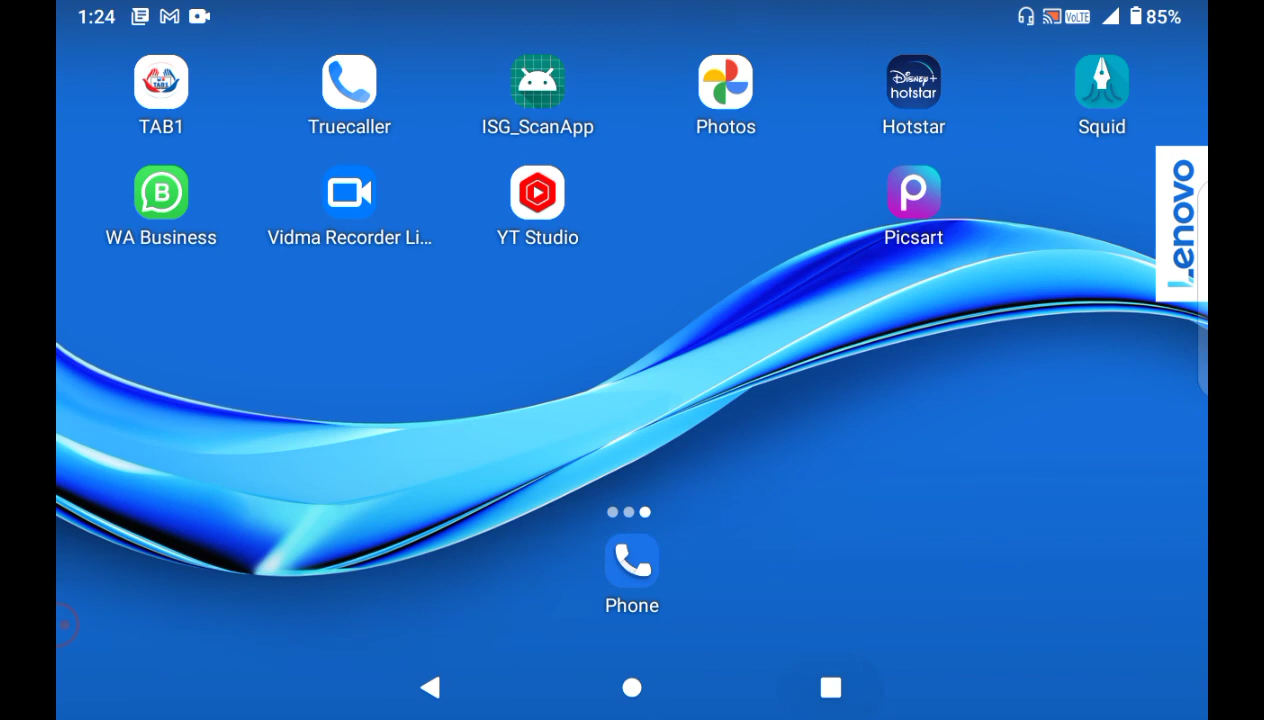 1:24
VoLTE
85%
TAB1
Disney+
hotstar
TAB1
Truecaller
ISG_ScanApp
Photos
Hotstar
Squid
B
WA Business
Vidma Recorder Li...
YT Studio
Picsart
Lenovo
Phone